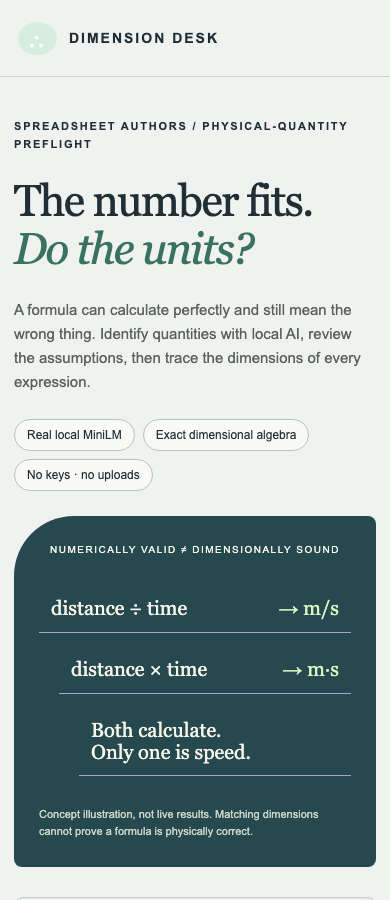 DIMENSION DESK
SPREADSHEET AUTHORS / PHYSICAL-QUANTITY
PREFLIGHT
The number fits.
Do the units?
A formula can calculate perfectly and still mean the
wrong thing. Identify quantities with local AI, review
the assumptions, then trace the dimensions of every
expression.
Real local MiniLM
Exact dimensional algebra
No keys · no uploads
NUMERICALLY VALID ≠ DIMENSIONALLY SOUND
distance ÷ time → m/s
distance × time → m·s
Both calculate.
Only one is speed.
Concept illustration, not live results. Matching dimensions
cannot prove a formula is physically correct.